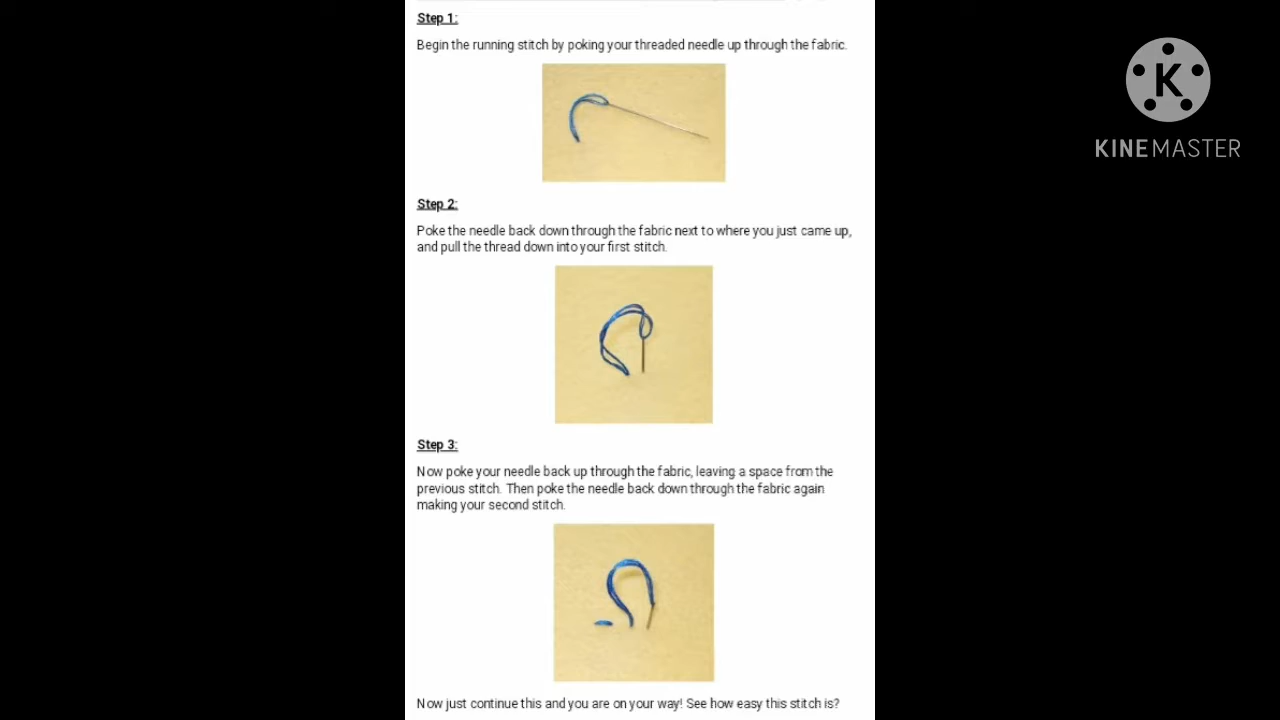 Step 1:
Begin the running stitch by poking your threaded needle up through the fabric.
Step 2:
Poke the needle back down through the fabric next to where you just came up,
and pull the thread down into your first stitch.
Step 3:
Now poke your needle back up through the fabric, leaving a space from the
previous stitch. Then poke the needle back down through the fabric again
making your second stitch.
Now just continue this and you are on your way! See how easy this stitch is?
K
KINEMASTER